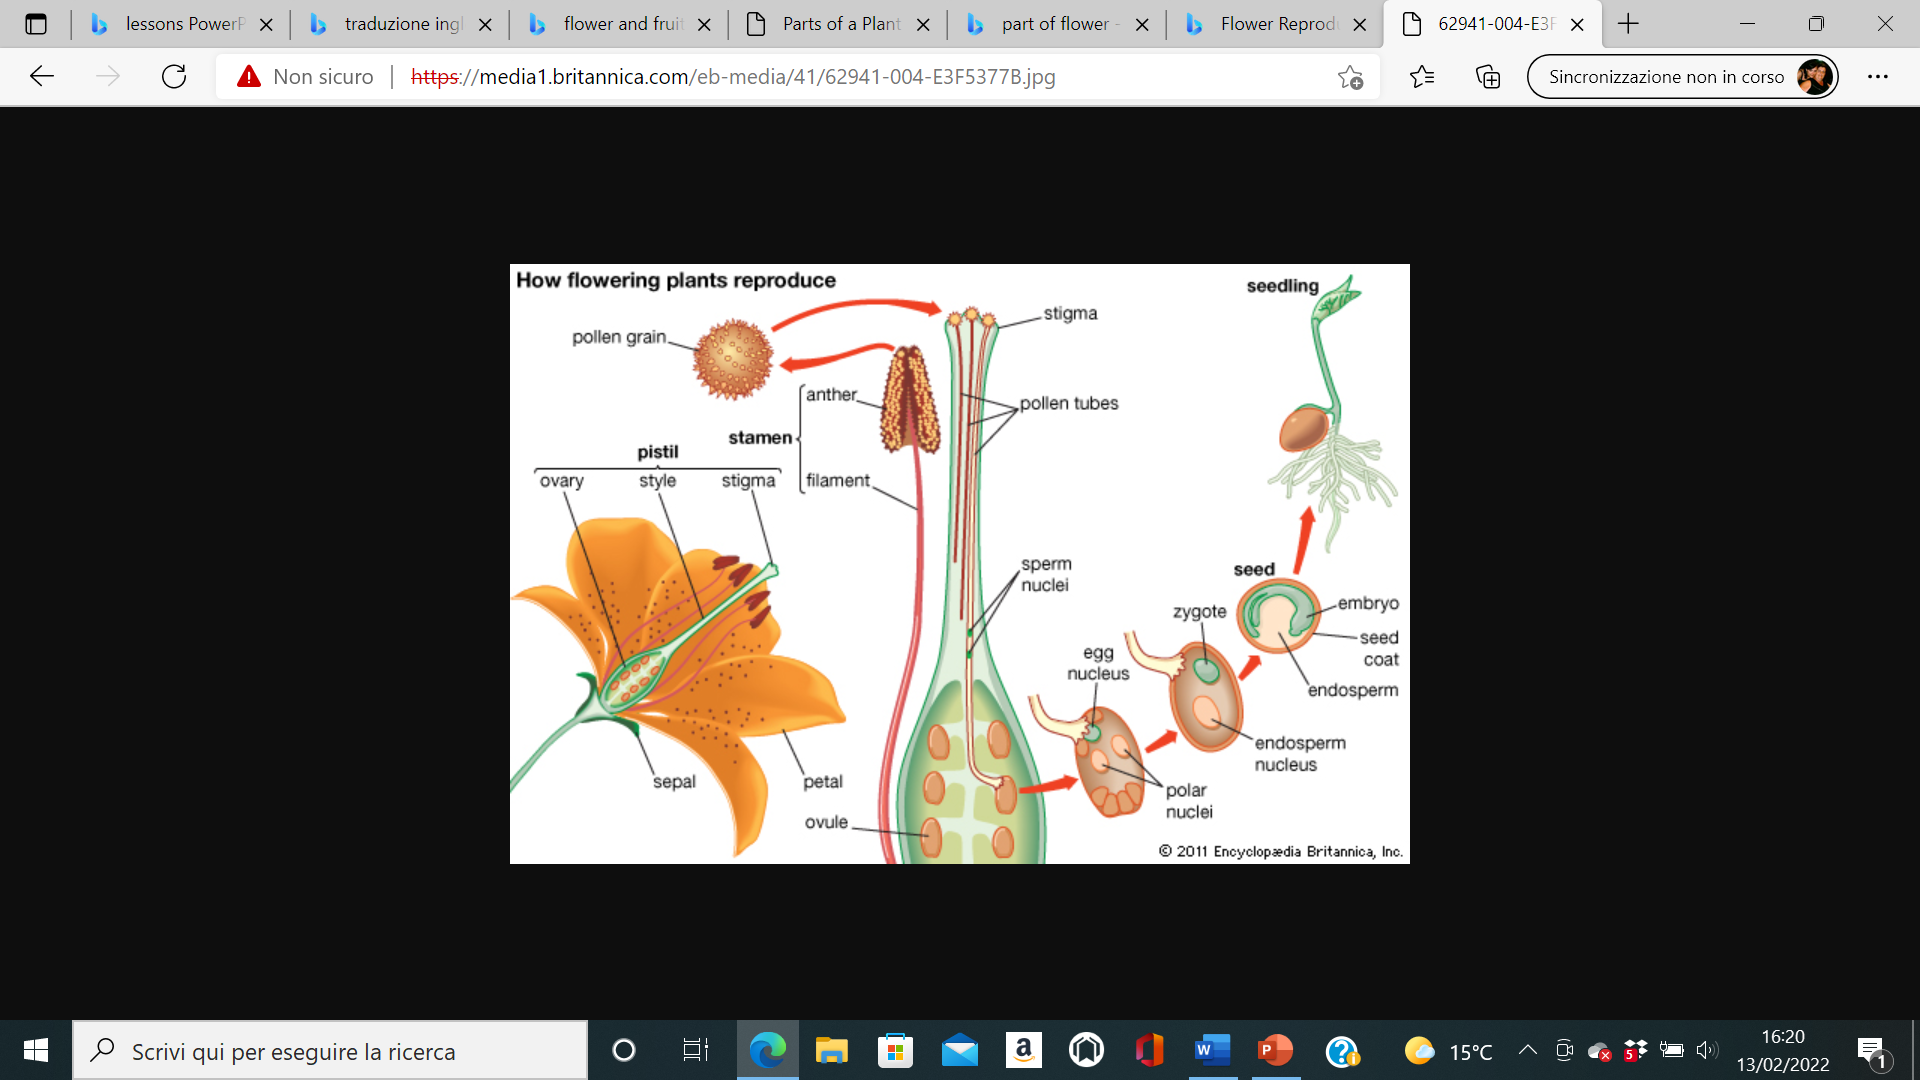 lessons PowerP
traduzione ingl
flower and fruit
Parts of a Plant
part of flower -
Flower Reprodu
62941-004-E3F
Non sicuro
https://media1.britannica.com/eb-media/41/62941-004-E3F5377B.jpg
Sincronizzazione non in corso
How flowering plants reproduce
pollen grain
stigma
seedling
anther
pollen tubes
stamen
pistil
ovary
style
stigma
filament
sperm
nuclei
seed
embryo
zygote
seed
coat
egg
nucleus
endosperm
endosperm
nucleus
sepal
petal
polar
nuclei
ovule
© 2011 Encyclopædia Britannica, Inc.
Scrivi qui per eseguire la ricerca
a
W
P
?
15°C
5
16:20
13/02/2022
1